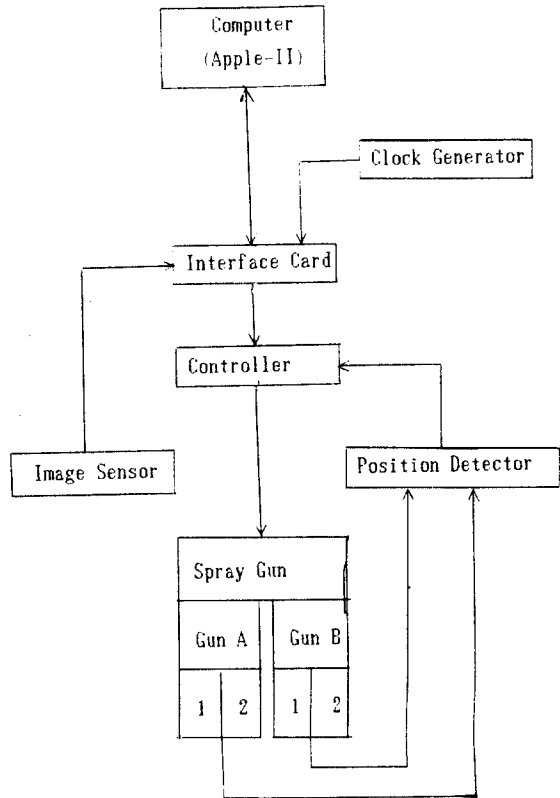 Computer
(Apple-II)
Clock Generator
Interface Card
Controller
Image Sensor
Position Detector
Spray Gun
Gun A
Gun B
1
2
1
2